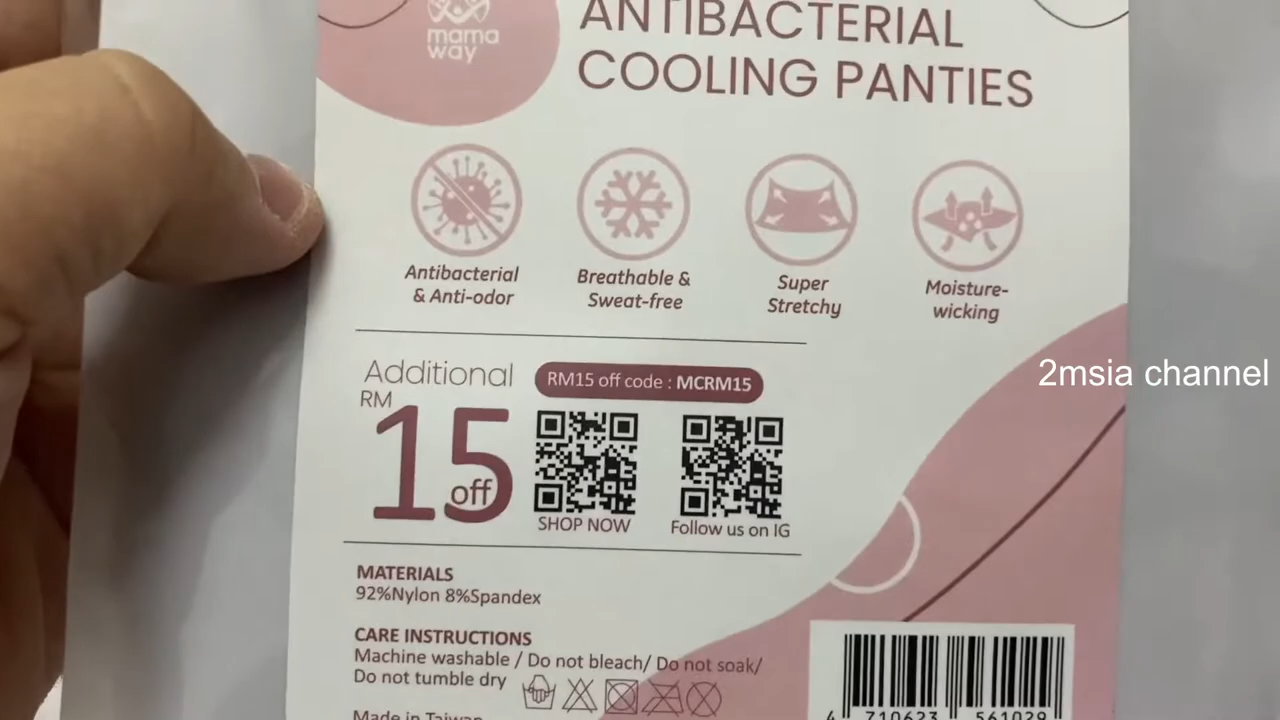 mama
way
ANTIBACTERIAL
COOLING PANTIES
Antibacterial
& Anti-odor
Breathable &
Sweat-free
Super
Stretchy
Moisture-
wicking
2msia channel
Additional
RM
15
off
RM15 off code : MCRM15
SHOP NOW
Follow us on IG
MATERIALS
92%Nylon 8%Spandex
CARE INSTRUCTIONS
Machine washable / Do not bleach/ Do not soak/
Do not tumble dry
Made in Taiwan
4 710623 561029